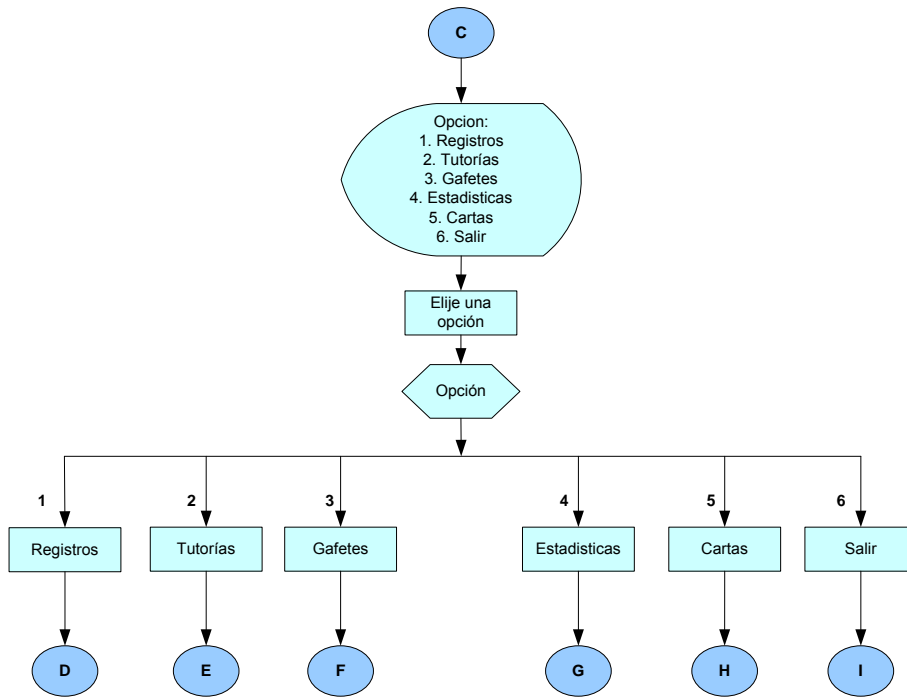 C
Opcion:
1. Registros
2. Tutorías
3. Gafetes
4. Estadisticas
5. Cartas
6. Salir
Elije una
opción
Opción
1 2 3 4 5 6
Registros Tutorías Gafetes Estadisticas Cartas Salir
D E F G H I